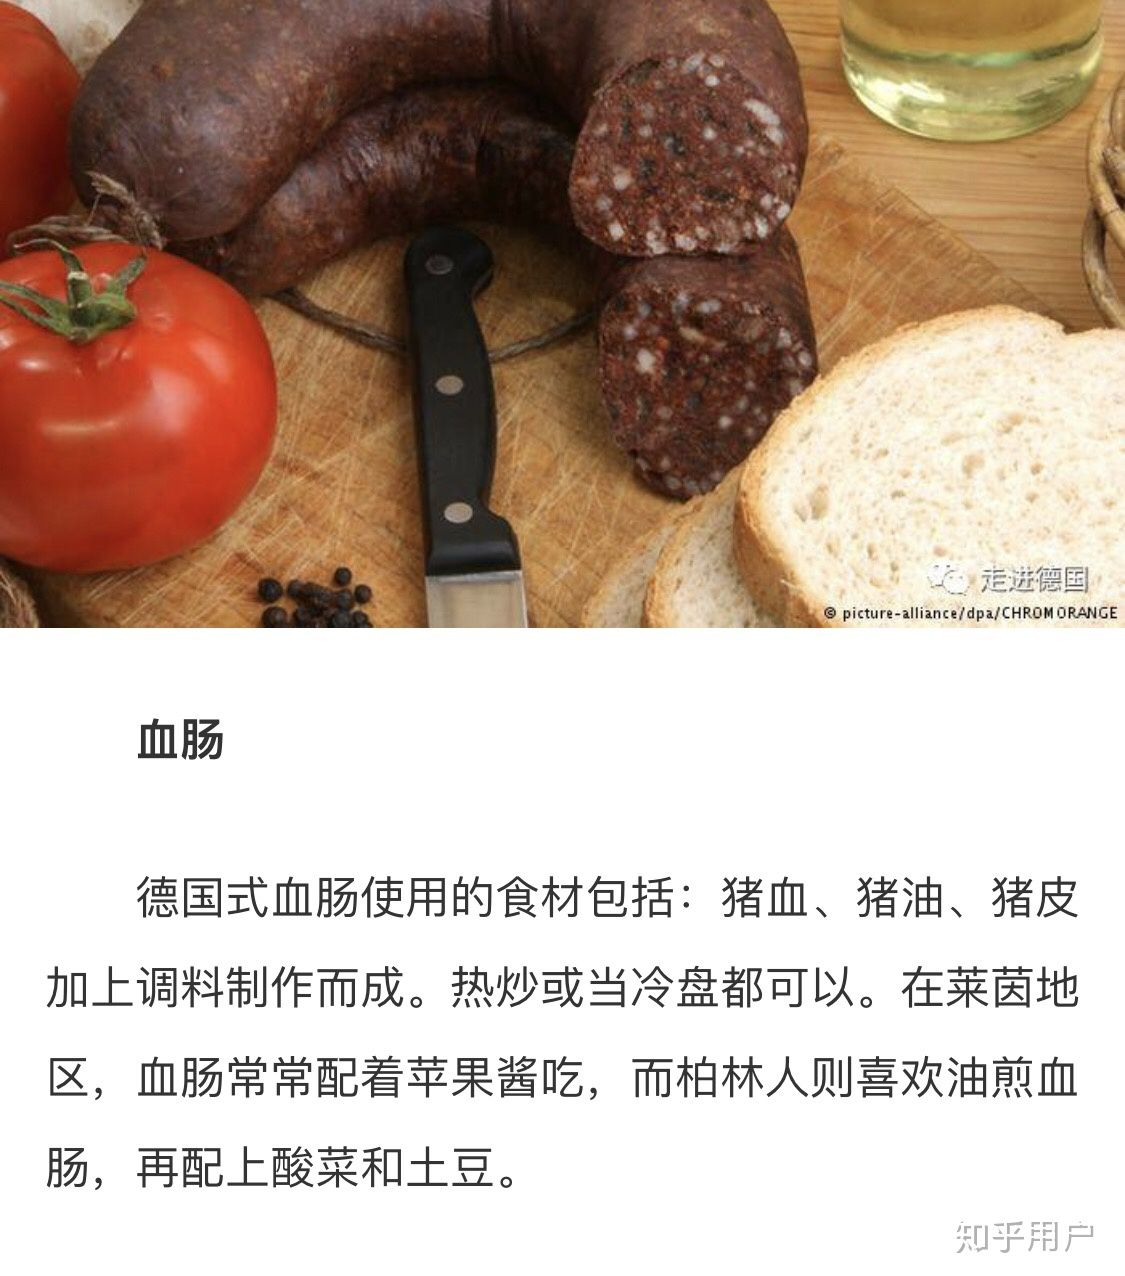 走进德国
© picture-alliance/dpa/CHROMORANGE
血肠
德国式血肠使用的食材包括：猪血、猪油、猪皮
加上调料制作而成。热炒或当冷盘都可以。在莱茵地
区，血肠常常配着苹果酱吃，而柏林人则喜欢油煎血
肠，再配上酸菜和土豆。
知乎用户